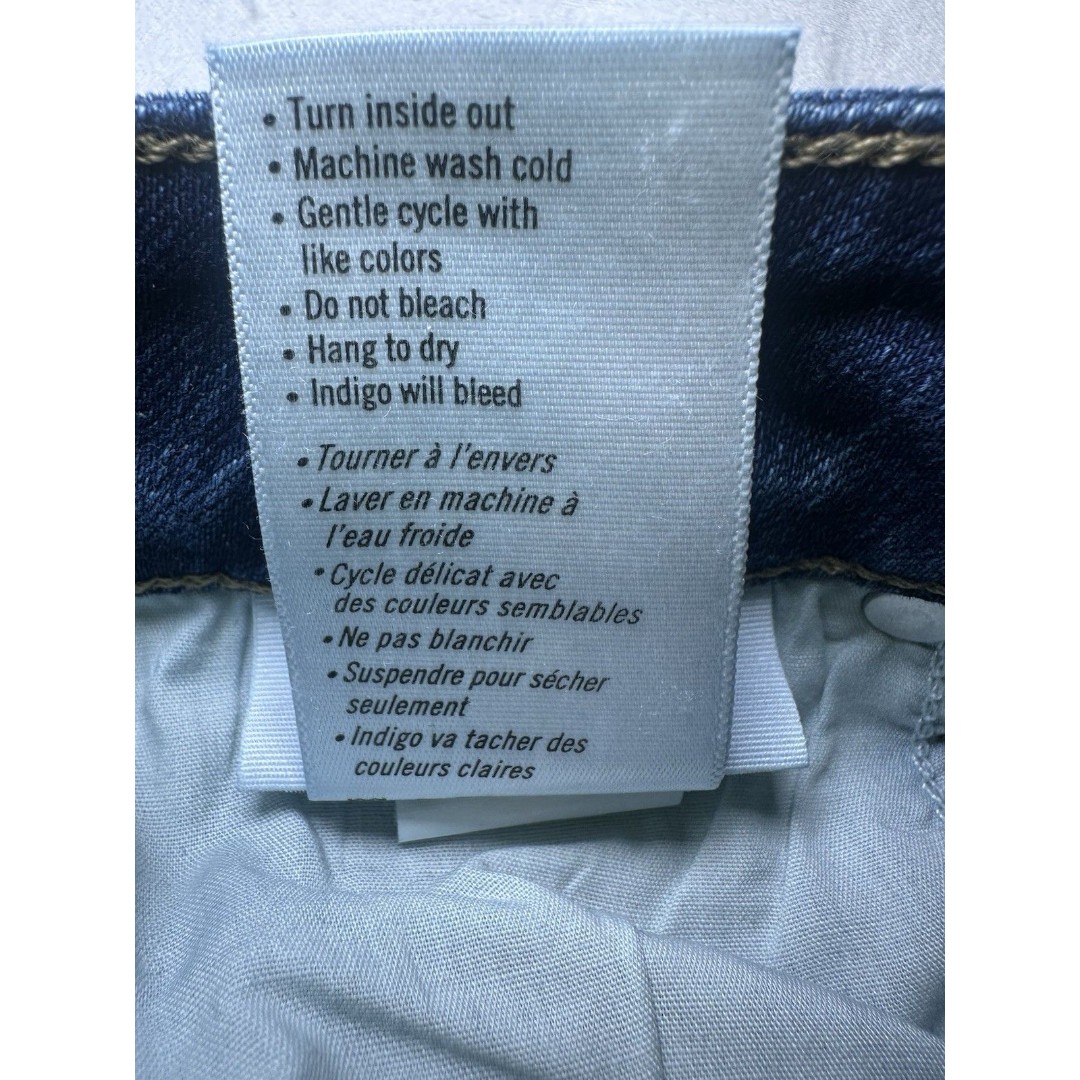 • Turn inside out
• Machine wash cold
• Gentle cycle with
like colors
• Do not bleach
• Hang to dry
• Indigo will bleed
• Tourner à l'envers
• Laver en machine à
l'eau froide
• Cycle délicat avec
des couleurs semblables
• Ne pas blanchir
• Suspendre pour sécher
seulement
• Indigo va tacher des
couleurs claires